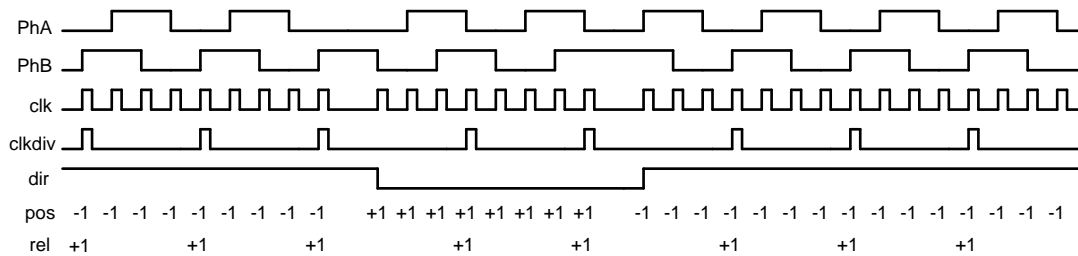 PhA
PhB
clk
clkdiv
dir
pos -1 -1 -1 -1 -1 -1 -1 -1 -1 +1 +1 +1 +1 +1 +1 +1 +1 -1 -1 -1 -1 -1 -1 -1 -1 -1 -1 -1 -1 -1 -1 -1
rel +1 +1 +1 +1 +1 +1 +1 +1